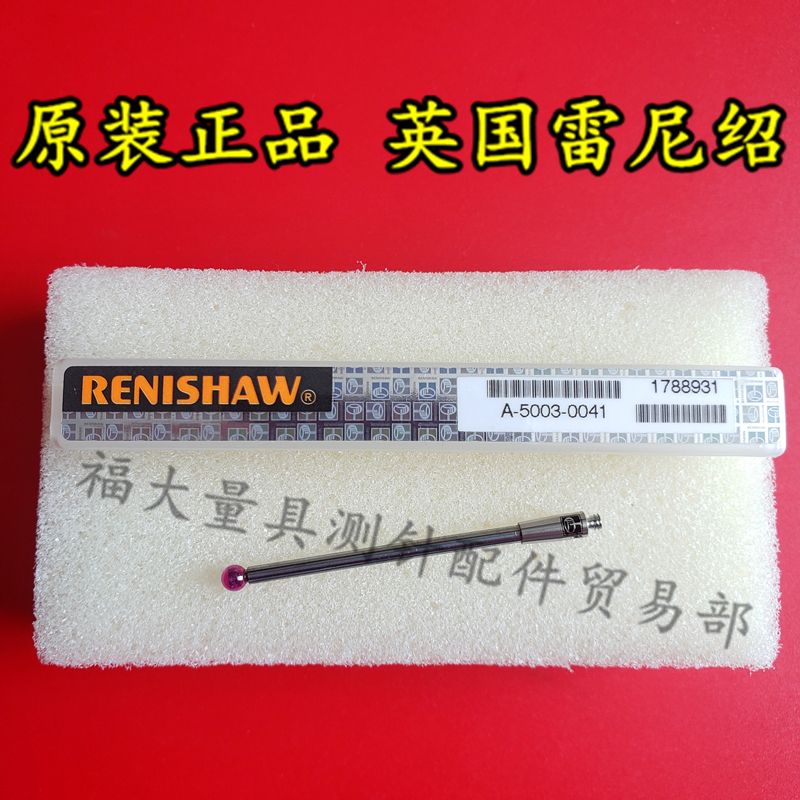 原装正品 英国雷尼绍
RENISHAW®
A-5003-0041
1788931
福大量具测针配件贸易部